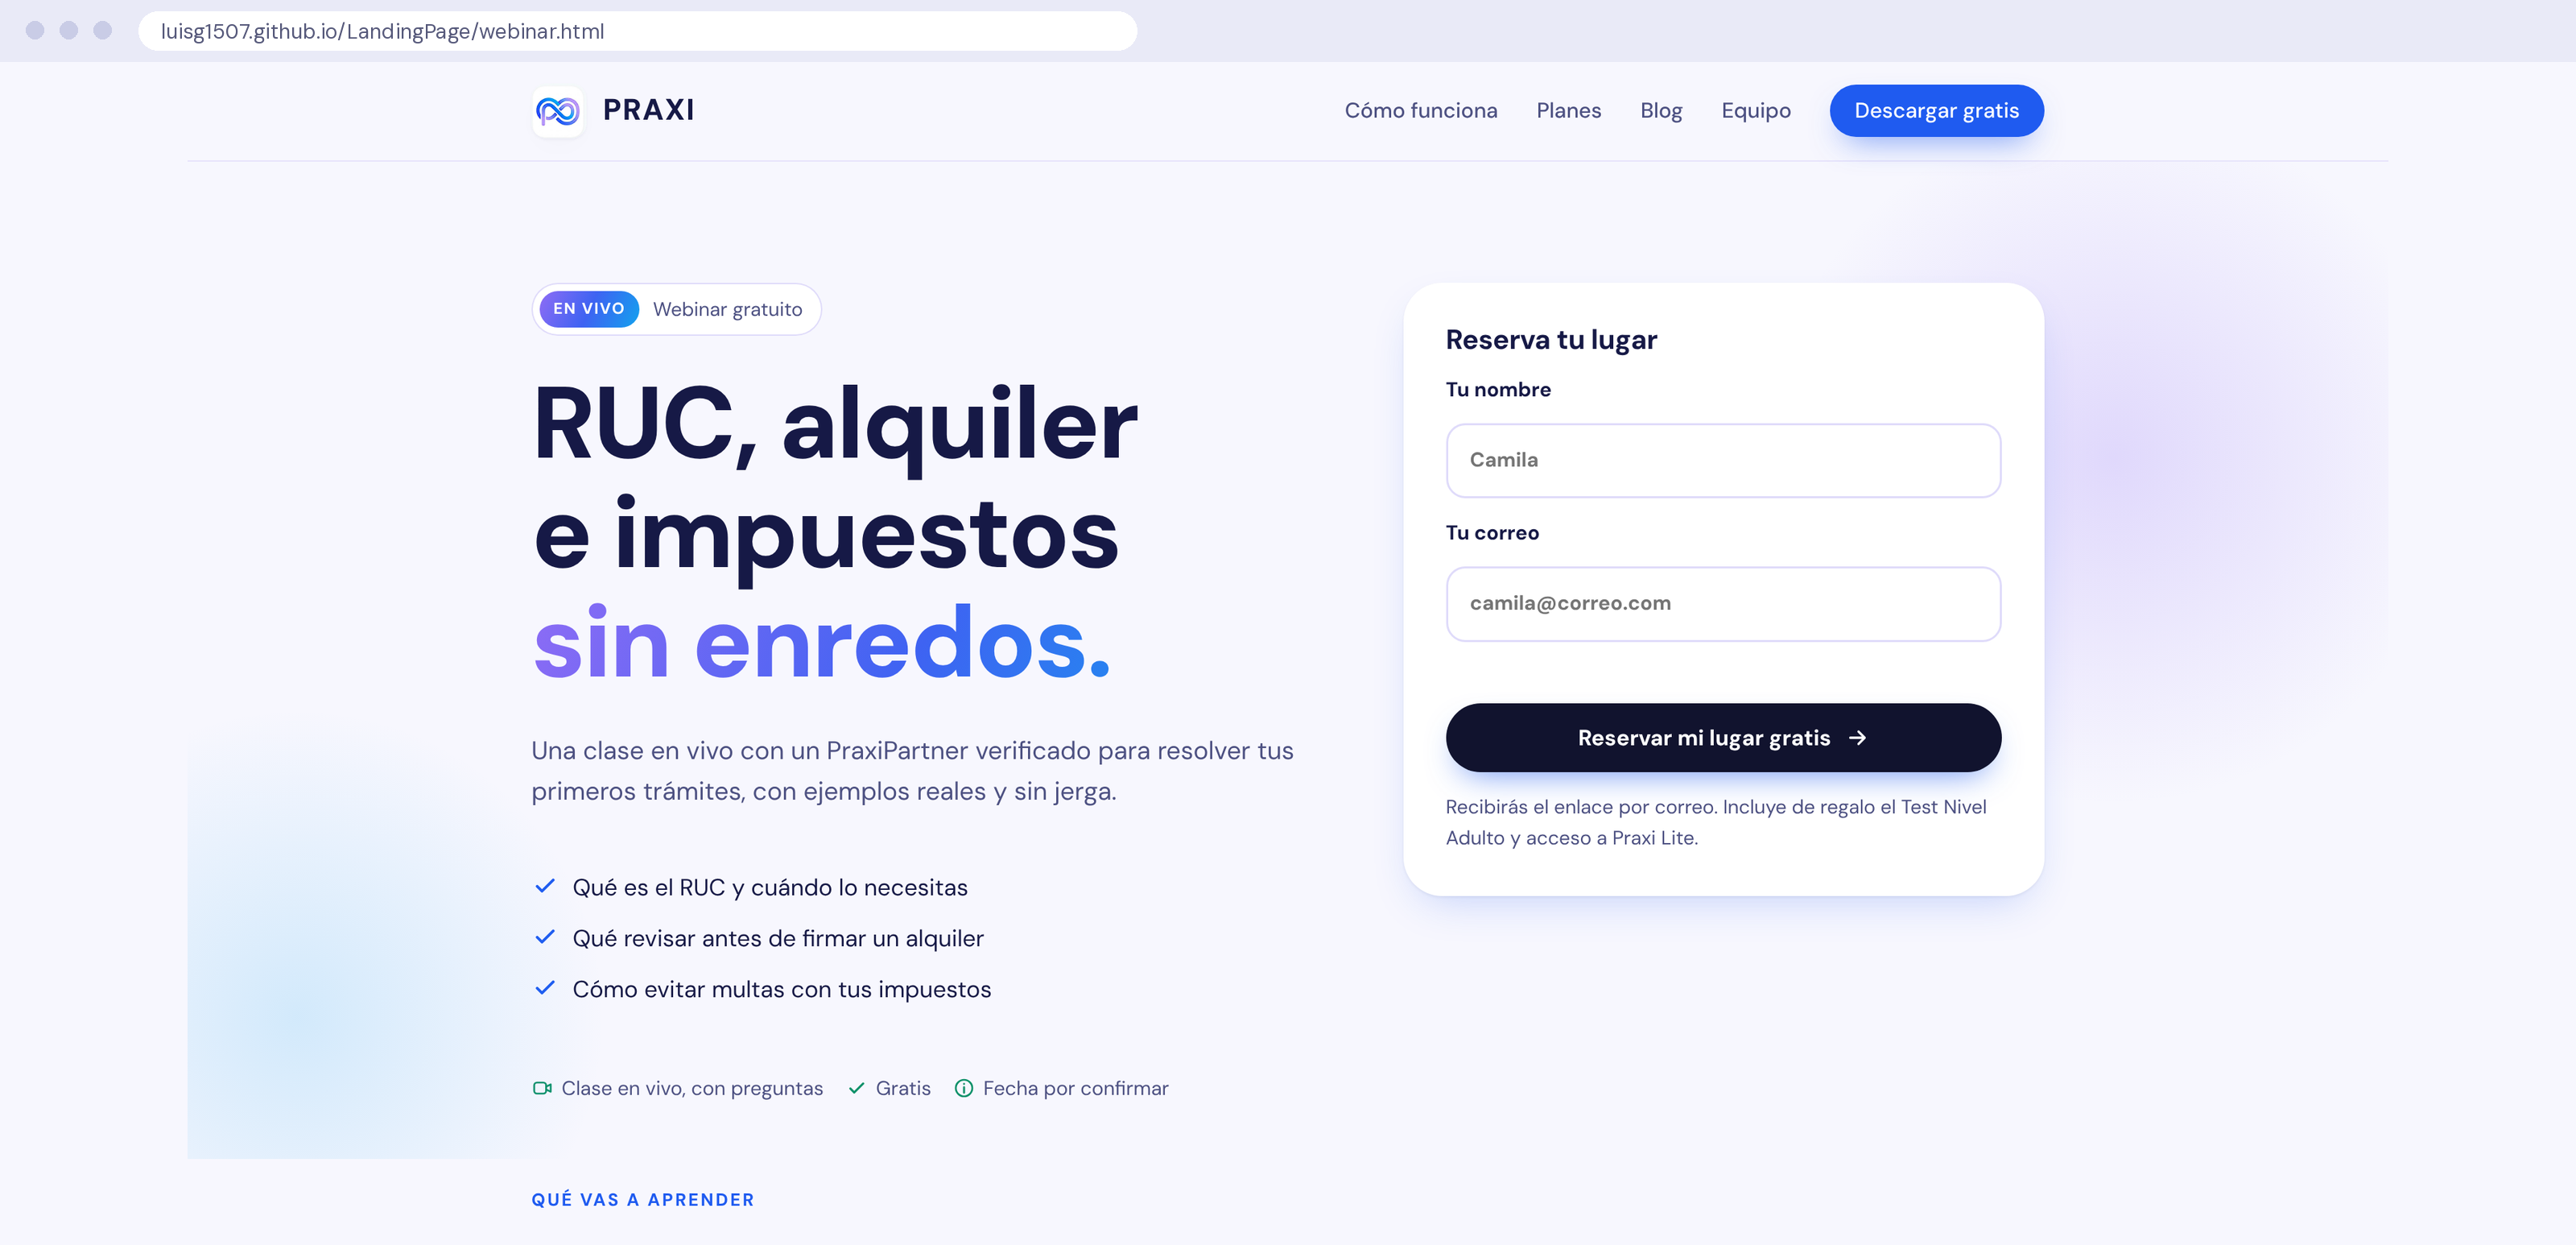 luisg1507.github.io/LandingPage/webinar.html
PRAXI
Cómo funciona
Planes
Blog
Equipo
Descargar gratis
EN VIVO
Webinar gratuito
RUC, alquiler
e impuestos
sin enredos.
Una clase en vivo con un PraxiPartner verificado para resolver tus
primeros trámites, con ejemplos reales y sin jerga.
Qué es el RUC y cuándo lo necesitas
Qué revisar antes de firmar un alquiler
Cómo evitar multas con tus impuestos
Clase en vivo, con preguntas
Gratis
Fecha por confirmar
Reserva tu lugar
Tu nombre
Camila
Tu correo
camila@correo.com
Reservar mi lugar gratis →
Recibirás el enlace por correo. Incluye de regalo el Test Nivel
Adulto y acceso a Praxi Lite.
QUÉ VAS A APRENDER